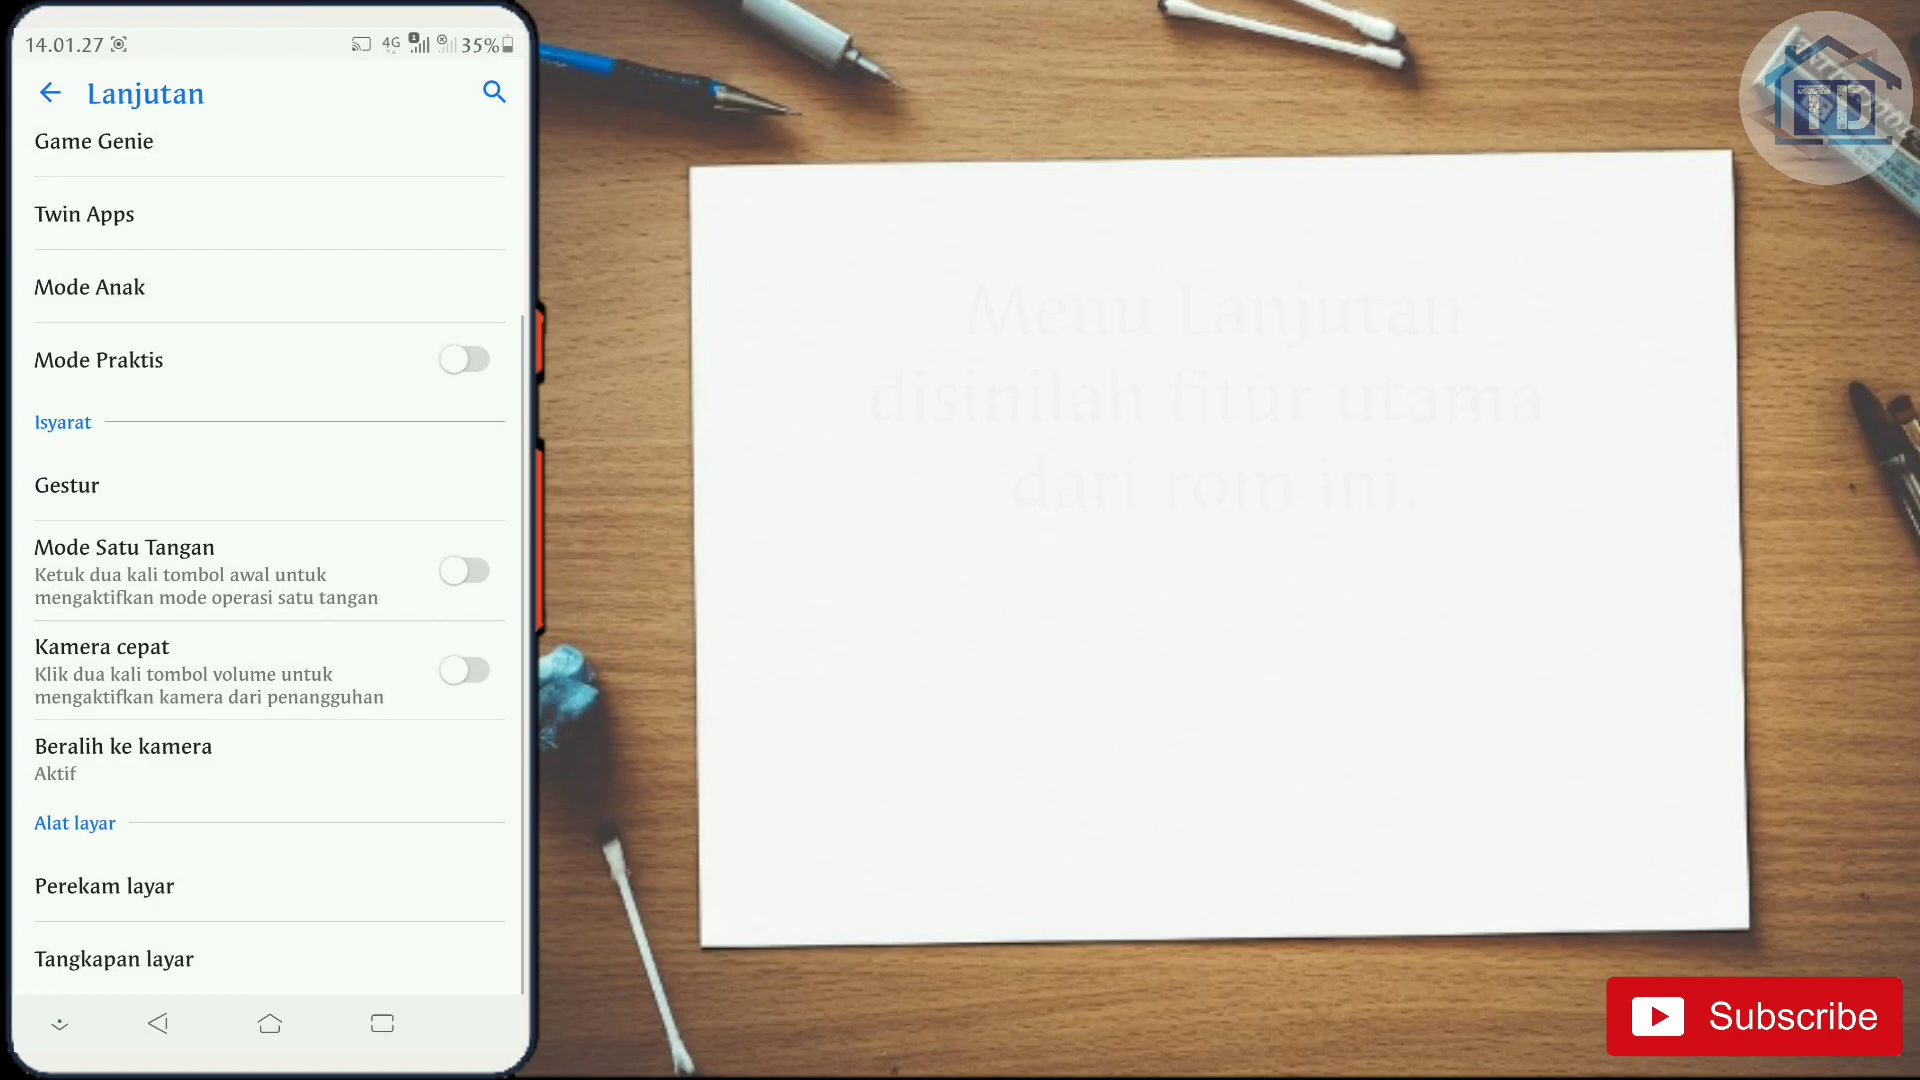 14.01.27
4G
35%
Lanjutan
Game Genie
Twin Apps
Mode Anak
Mode Praktis
Isyarat
Gestur
Mode Satu Tangan
Ketuk dua kali tombol awal untuk
mengaktifkan mode operasi satu tangan
Kamera cepat
Klik dua kali tombol volume untuk
mengaktifkan kamera dari penangguhan
Beralih ke kamera
Aktif
Alat layar
Perekam layar
Tangkapan layar
Menu Lanjutan
disinilah fitur utama
dari rom ini.
TD
Subscribe